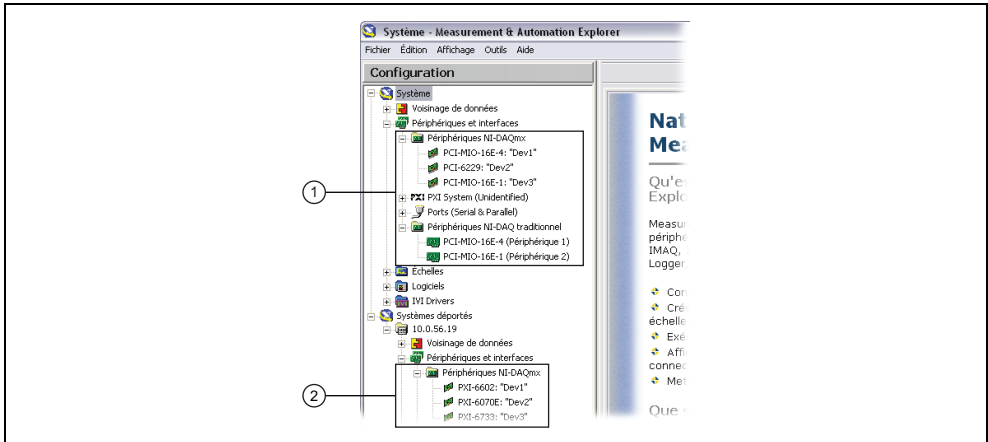 Système - Measurement & Automation Explorer
Fichier Édition Affichage Outils Aide
Configuration
Système
Voisinage de données
Périphériques et interfaces
Périphériques NI-DAQmx
PCI-MIO-16E-4: "Dev1"
PCI-6229: "Dev2"
PCI-MIO-16E-1: "Dev3"
PXI PXI System (Unidentified)
Ports (Serial & Parallel)
Périphériques NI-DAQ traditionnel
PCI-MIO-16E-4 (Périphérique 1)
PCI-MIO-16E-1 (Périphérique 2)
Échelles
Logiciels
IVI Drivers
Systèmes déportés
10.0.56.19
Voisinage de données
Périphériques et interfaces
Périphériques NI-DAQmx
PXI-6602: "Dev1"
PXI-6070E: "Dev2"
PXI-6733: "Dev3"
1
2
Nat
Mea
Qu'e
Explo
Measu
périphe
IMAQ,
Logger
Con
Cré
échelle
Exé
Affi
connec
Met
Que s